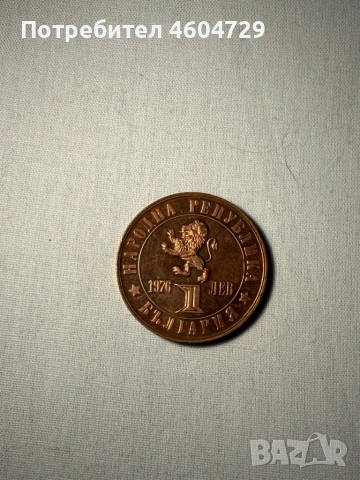 Потребител 4604729
НАРОДНА РЕПУБЛИКА
1976 ЛЕВ
1
БЪЛГАРИЯ
BAZAR